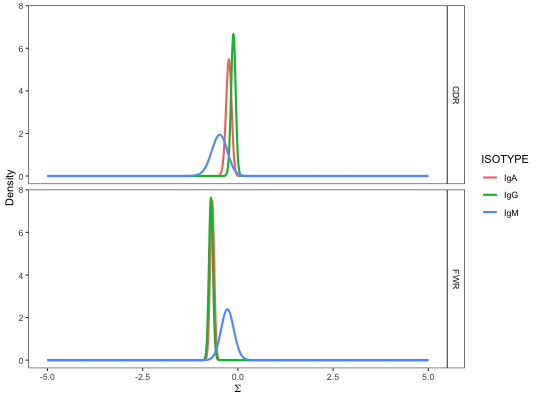 8
6
4
2
0
CDR
8
6
4
2
0
FWR
-5.0
-2.5
0.0
2.5
5.0
Σ
Density
ISOTYPE
IgA
IgG
IgM